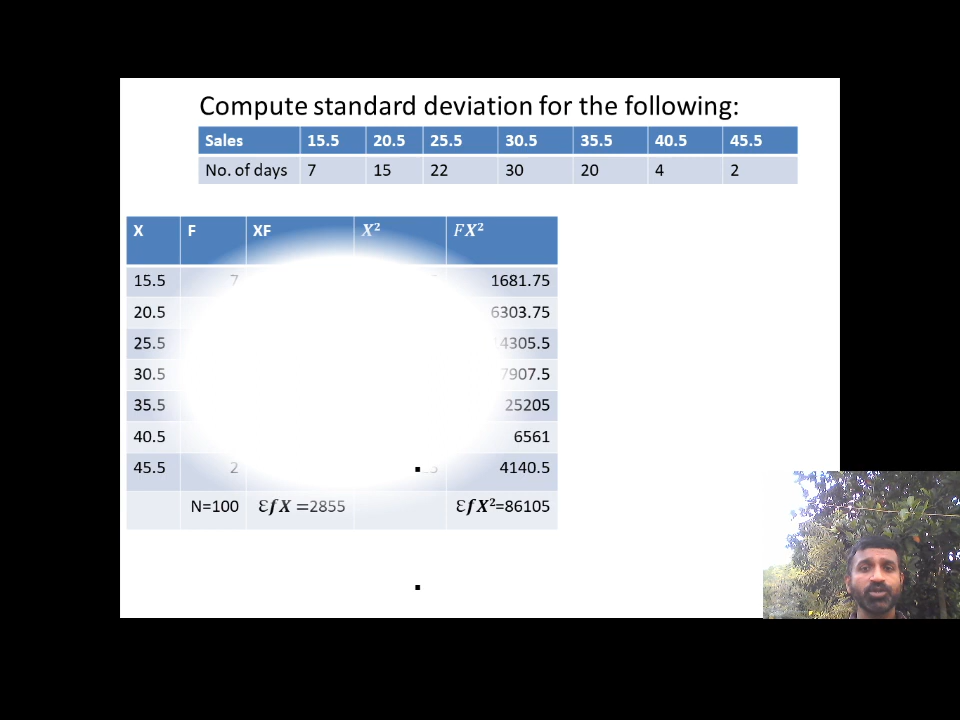 Compute standard deviation for the following:
Sales 15.5 20.5 25.5 30.5 35.5 40.5 45.5
No. of days 7 15 22 30 20 4 2
X F XF X² FX²
15.5 7 1681.75
20.5 6303.75
25.5 4305.5
30.5 7907.5
35.5 25205
40.5 6561
45.5 2 4140.5
N=100 ƐfX =2855 ƐfX²=86105